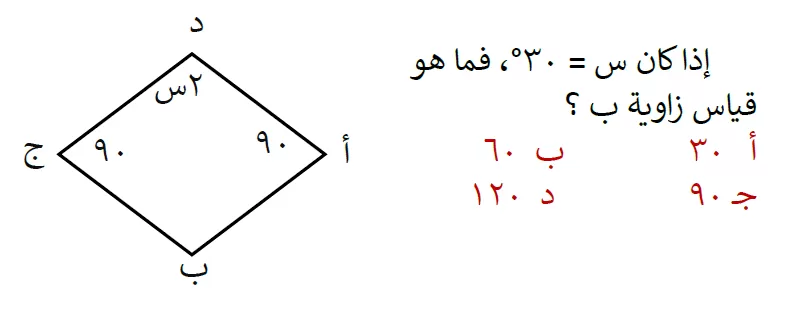 إذا كان س = ٣٠°، فما هو
قياس زاوية ب ؟
أ ٣٠ ب ٦٠
جـ ٩٠ د ١٢٠
د
٢س
٩٠
أ
٩٠
ج
ب